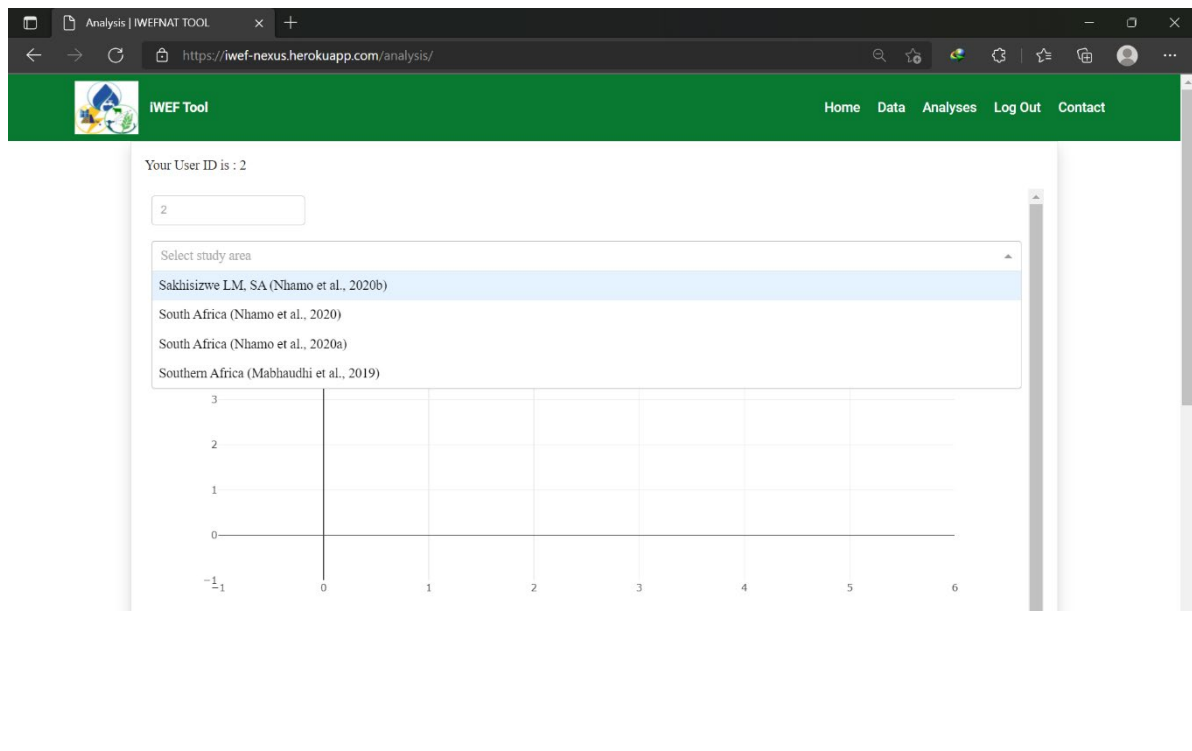 Analysis | IWEFNAT TOOL
https://iwef-nexus.herokuapp.com/analysis/
iWEF Tool Home Data Analyses Log Out Contact
Your User ID is : 2
2
Select study area
Sakhisizwe LM, SA (Nhamo et al., 2020b)
South Africa (Nhamo et al., 2020)
South Africa (Nhamo et al., 2020a)
Southern Africa (Mabhaudhi et al., 2019)
3
2
1
0
−1
−1 0 1 2 3 4 5 6